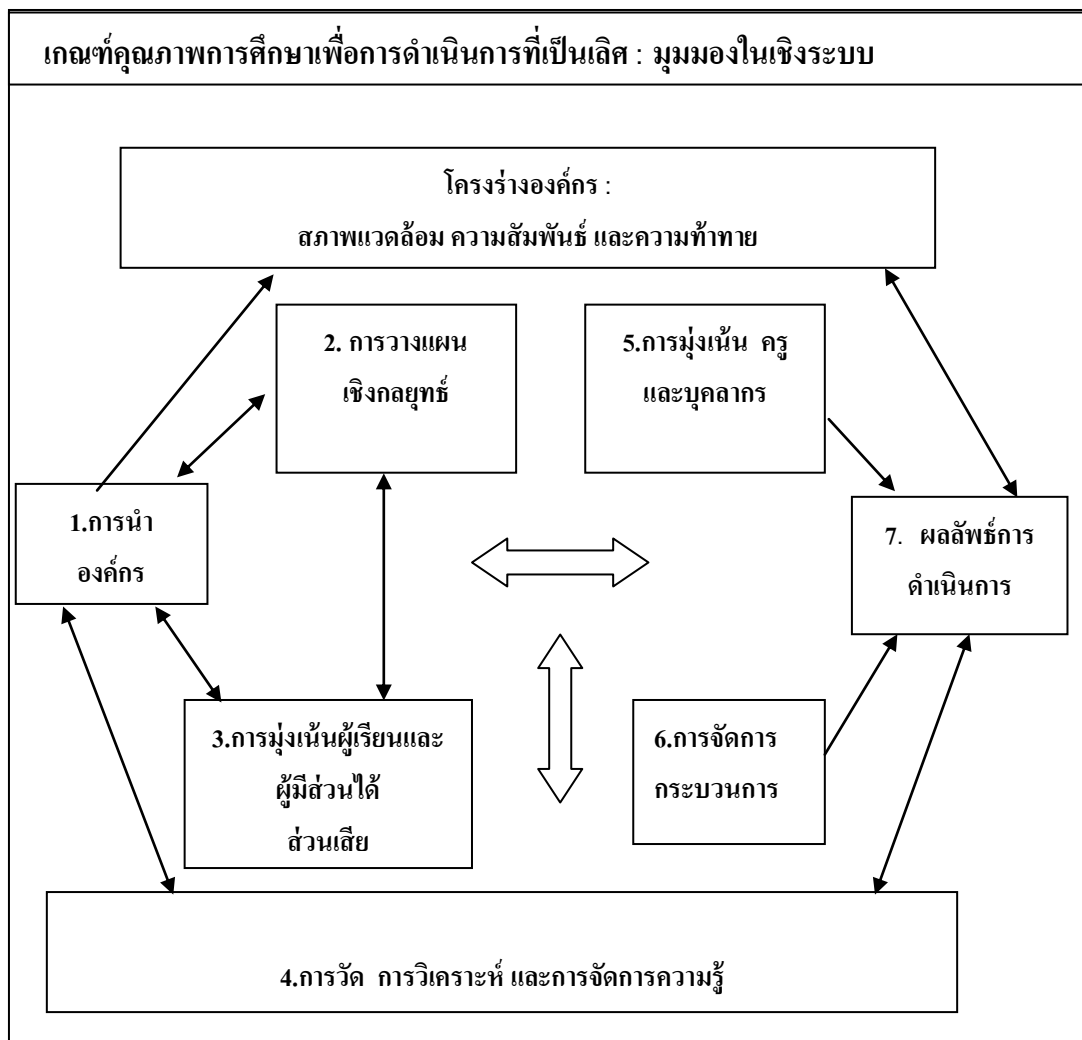 เกณฑ์คุณภาพการศึกษาเพื่อการดำเนินการที่เป็นเลิศ : มุมมองในเชิงระบบ
โครงร่างองค์กร :
สภาพแวดล้อม ความสัมพันธ์ และความท้าทาย
2. การวางแผน
เชิงกลยุทธ์
5.การมุ่งเน้น ครู
และบุคลากร
1.การนำ
องค์กร
7. ผลลัพธ์การ
ดำเนินการ
3.การมุ่งเน้นผู้เรียนและ
ผู้มีส่วนได้
ส่วนเสีย
6.การจัดการ
กระบวนการ
4.การวัด การวิเคราะห์ และการจัดการความรู้